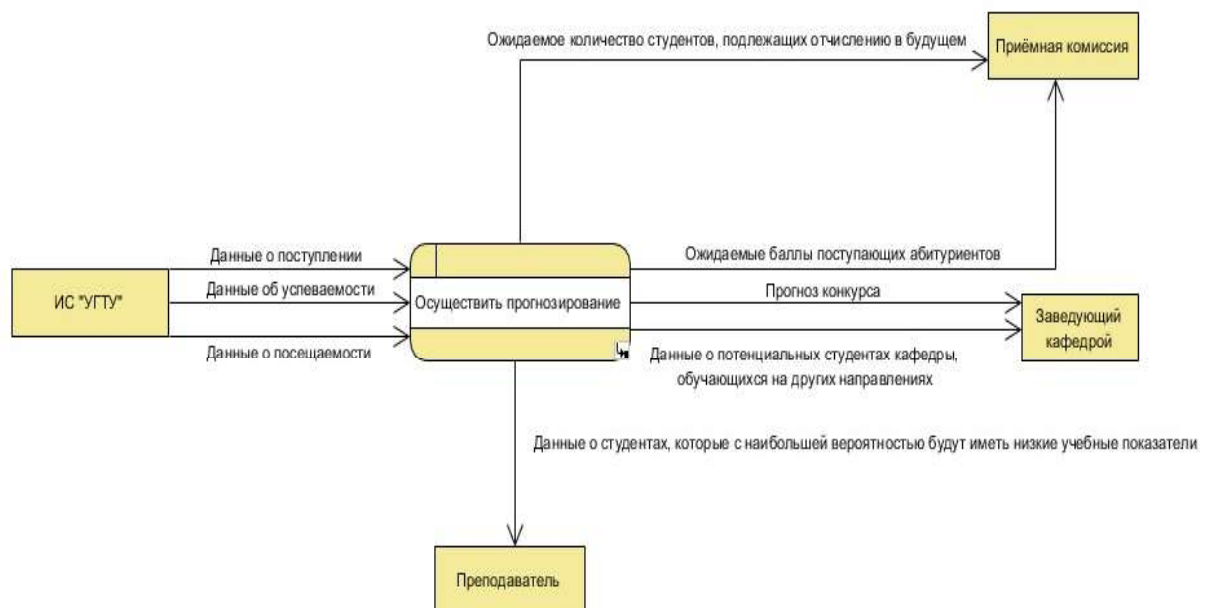 Ожидаемое количество студентов, подлежащих отчислению в будущем
Приёмная комиссия
Данные о поступлении
Ожидаемые баллы поступающих абитуриентов
ИС "УГТУ"
Данные об успеваемости
Осуществить прогнозирование
Прогноз конкурса
Заведующий
кафедрой
Данные о посещаемости
Данные о потенциальных студентах кафедры,
обучающихся на других направлениях
Данные о студентах, которые с наибольшей вероятностью будут иметь низкие учебные показатели
Преподаватель